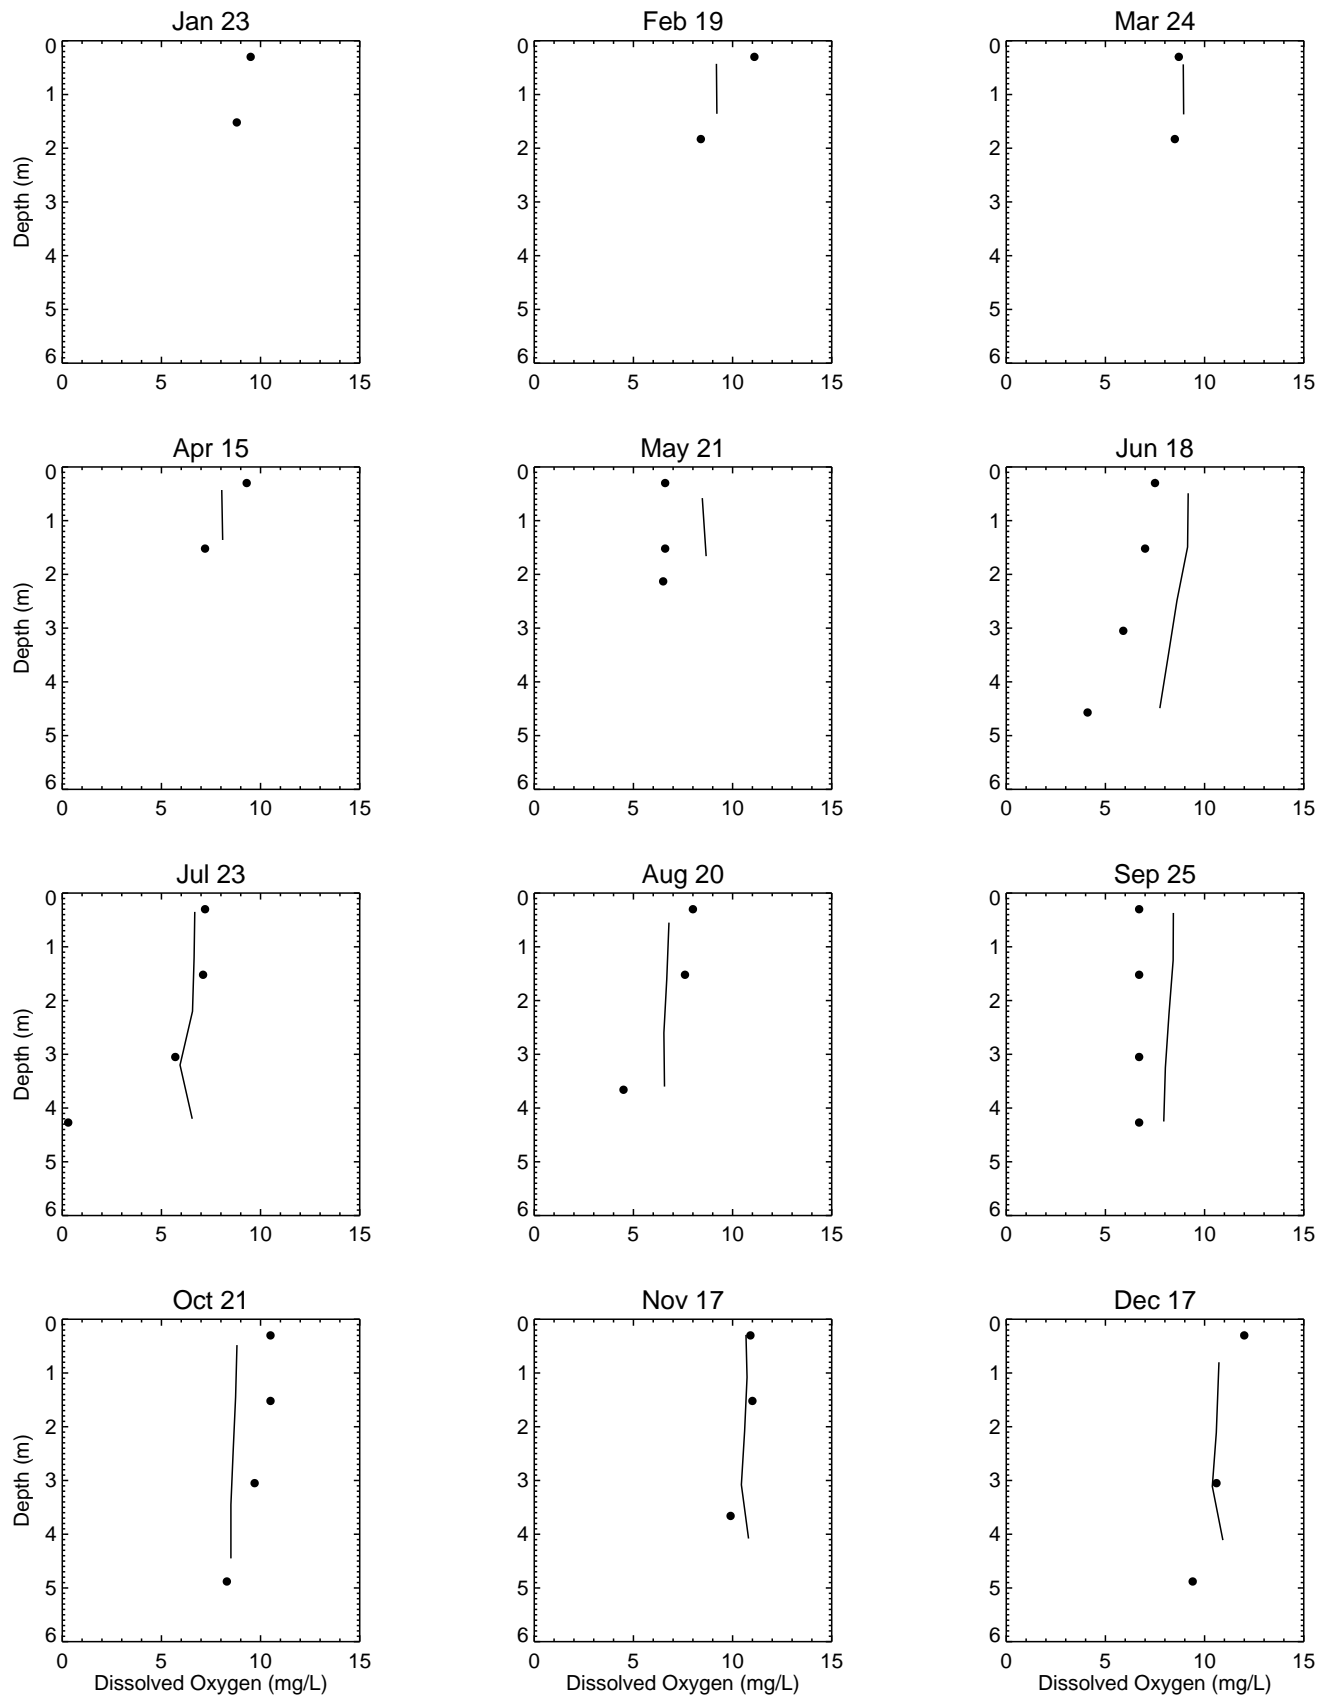 Jan 23
Feb 19
Mar 24
0
1
2
3
4
5
6
Depth (m)
0 5 10 15
0
1
2
3
4
5
6
0 5 10 15
0
1
2
3
4
5
6
0 5 10 15
Apr 15
May 21
Jun 18
0
1
2
3
4
5
6
Depth (m)
0 5 10 15
0
1
2
3
4
5
6
0 5 10 15
0
1
2
3
4
5
6
0 5 10 15
Jul 23
Aug 20
Sep 25
0
1
2
3
4
5
6
Depth (m)
0 5 10 15
0
1
2
3
4
5
6
0 5 10 15
0
1
2
3
4
5
6
0 5 10 15
Oct 21
Nov 17
Dec 17
0
1
2
3
4
5
6
Depth (m)
0 5 10 15
Dissolved Oxygen (mg/L)
0
1
2
3
4
5
6
0 5 10 15
Dissolved Oxygen (mg/L)
0
1
2
3
4
5
6
0 5 10 15
Dissolved Oxygen (mg/L)